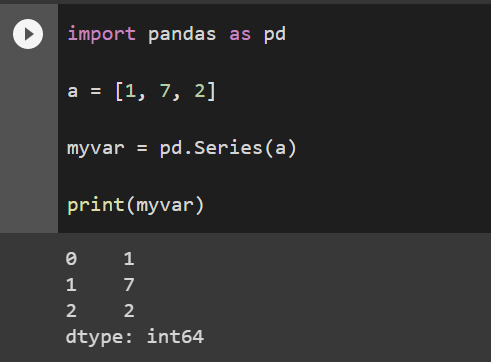 import pandas as pd
a = [1, 7, 2]
myvar = pd.Series(a)
print(myvar)
0    1
1    7
2    2
dtype: int64